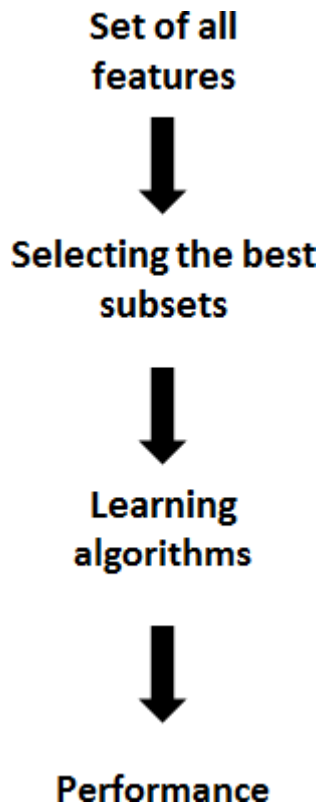 Set of all
features
Selecting the best
subsets
Learning
algorithms
Performance